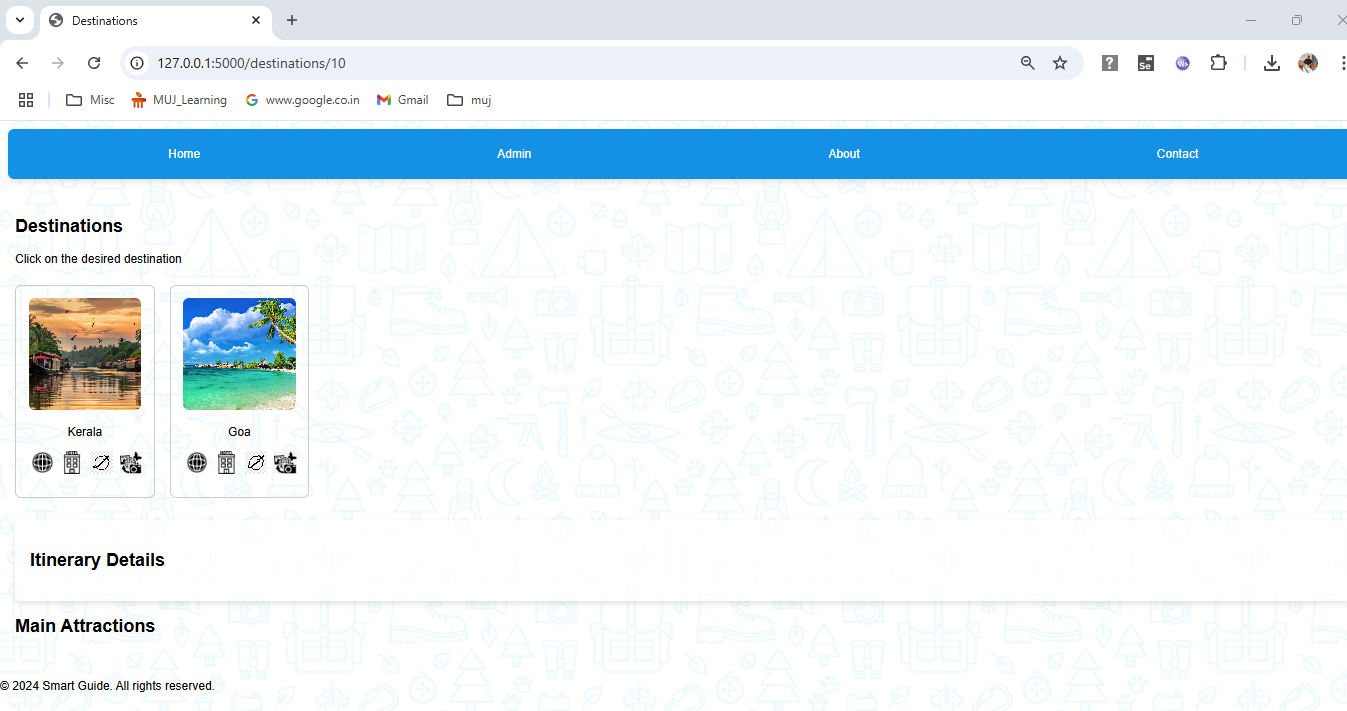 Destinations
127.0.0.1:5000/destinations/10
Se
Ws
Misc MUJ_Learning www.google.co.in Gmail muj
Home Admin About Contact
Destinations
Click on the desired destination
Kerala Goa
Itinerary Details
Main Attractions
© 2024 Smart Guide. All rights reserved.